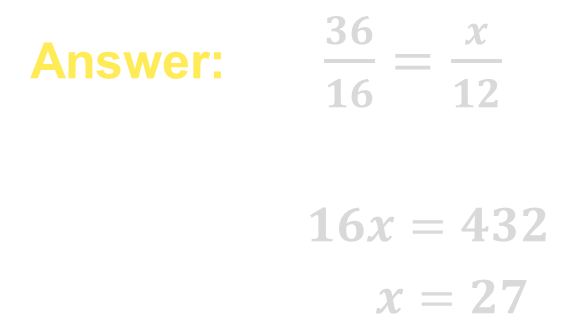 Answer: 36/16 = x/12
16x = 432
x = 27